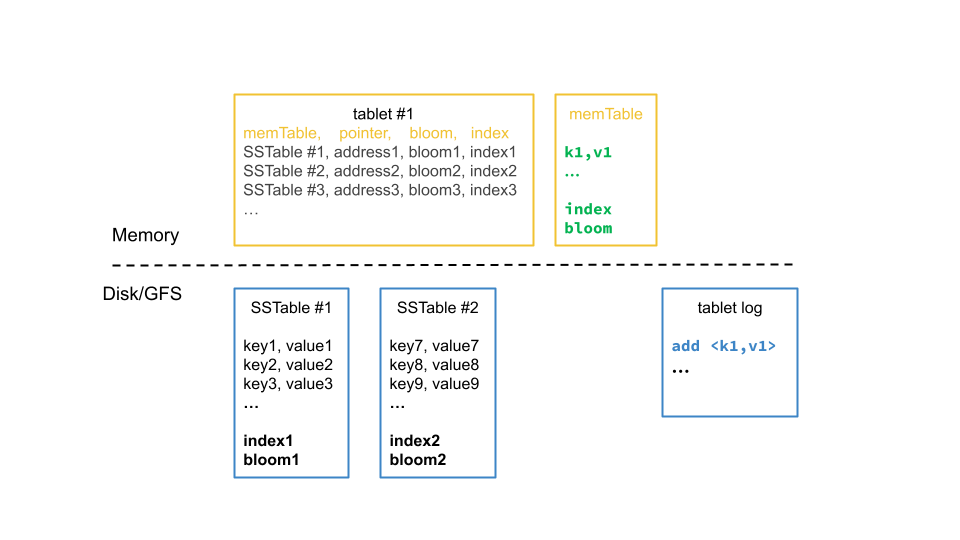 tablet #1
memTable, pointer, bloom, index
SSTable #1, address1, bloom1, index1
SSTable #2, address2, bloom2, index2
SSTable #3, address3, bloom3, index3
…
memTable
k1,v1
…
index
bloom
Memory
Disk/GFS
SSTable #1
key1, value1
key2, value2
key3, value3
…
index1
bloom1
SSTable #2
key7, value7
key8, value8
key9, value9
…
index2
bloom2
tablet log
add <k1,v1>
…